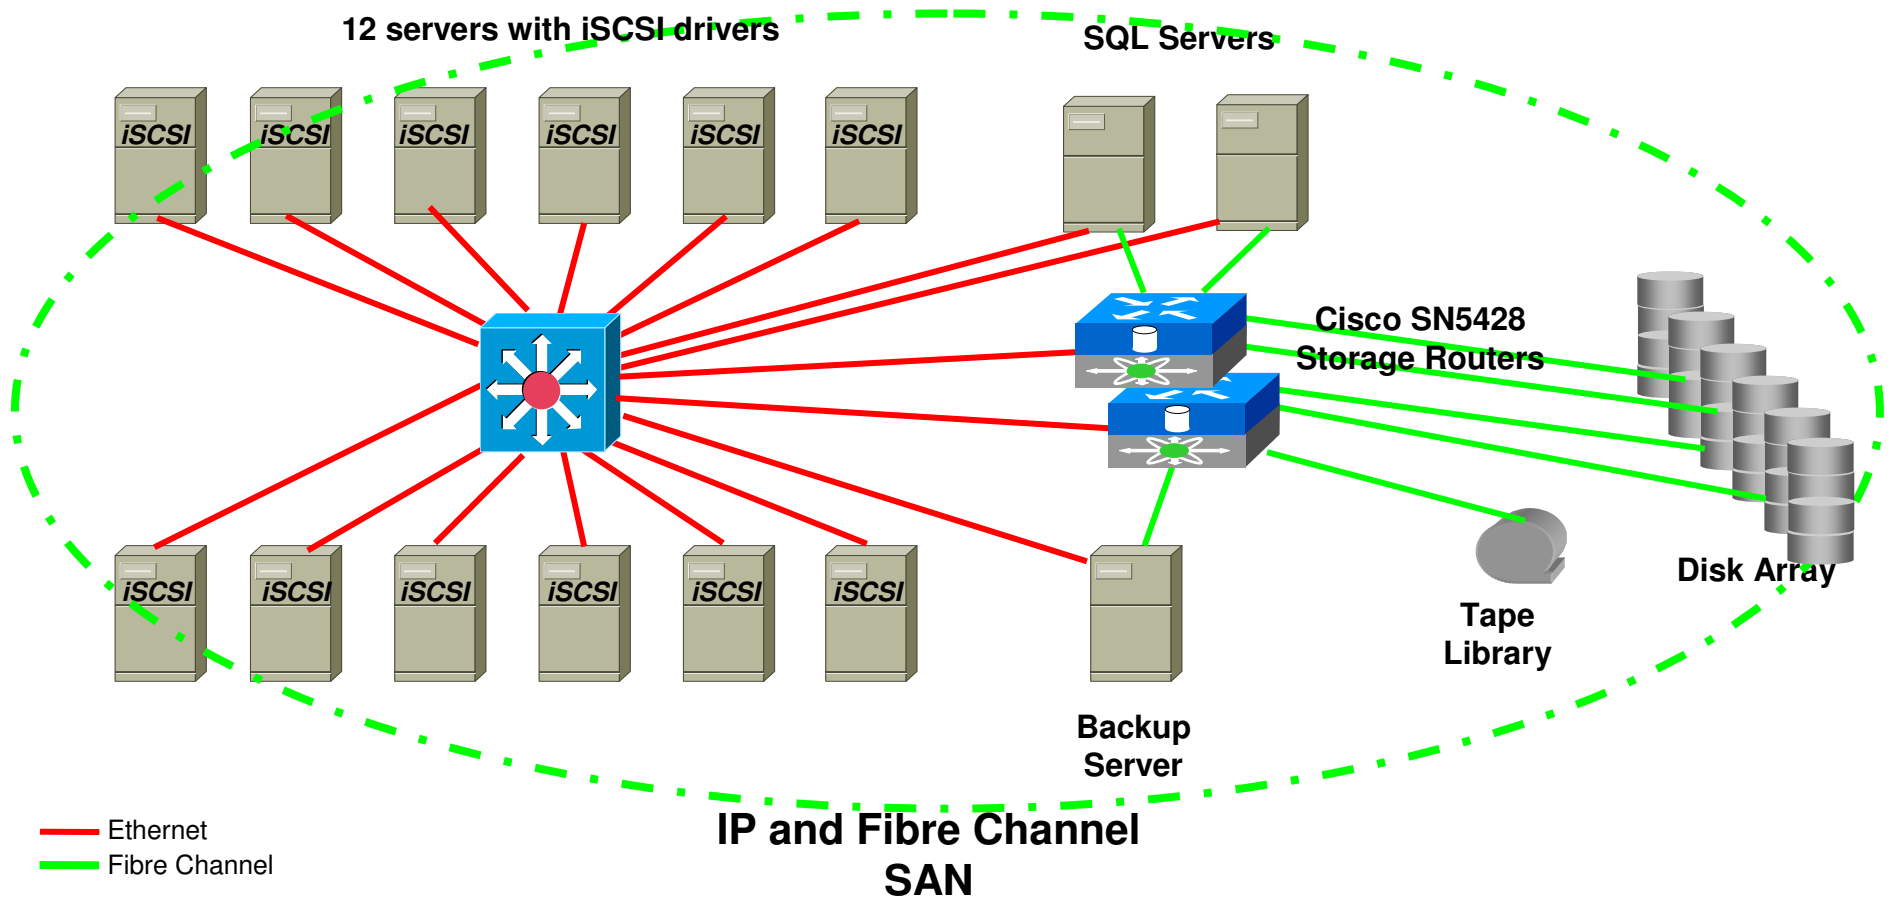 12 servers with iSCSI drivers
SQL Servers
iSCSI
iSCSI
iSCSI
iSCSI
iSCSI
iSCSI
Cisco SN5428
Storage Routers
iSCSI
iSCSI
iSCSI
iSCSI
iSCSI
iSCSI
Disk Array
Tape
Library
Backup
Server
Ethernet
Fibre Channel
IP and Fibre Channel
SAN